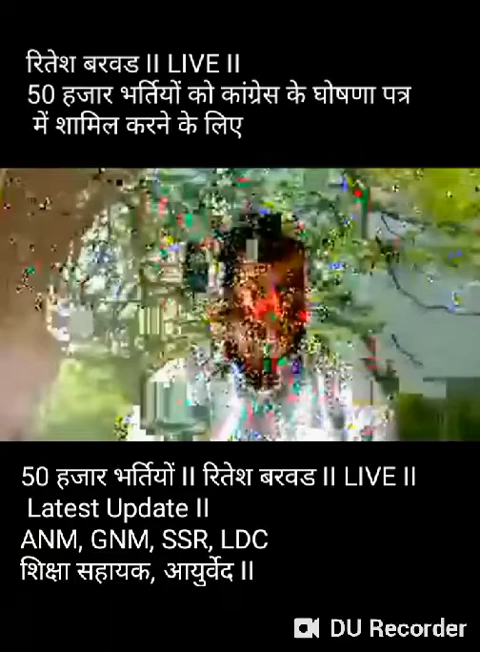 रितेश बरवड II LIVE II
50 हजार भर्तियों को कांग्रेस के घोषणा पत्र
में शामिल करने के लिए
50 हजार भर्तियों II रितेश बरवड II LIVE II
Latest Update II
ANM, GNM, SSR, LDC
शिक्षा सहायक, आयुर्वेद II
DU Recorder